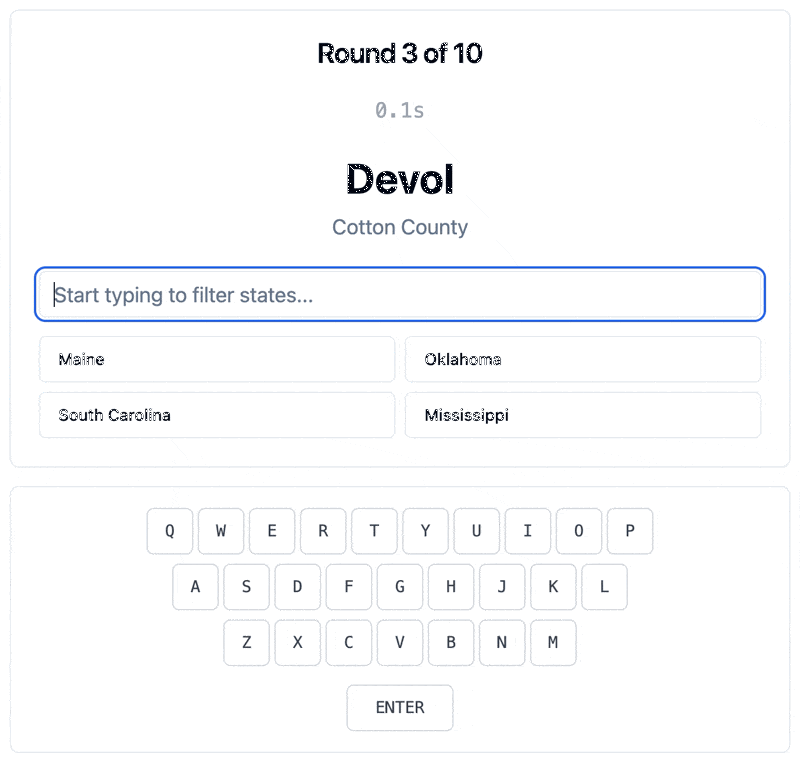 Round 3 of 10
0.1s
Devol
Cotton County
Start typing to filter states...
Maine
Oklahoma
South Carolina
Mississippi
Q W E R T Y U I O P
A S D F G H J K L
Z X C V B N M
ENTER